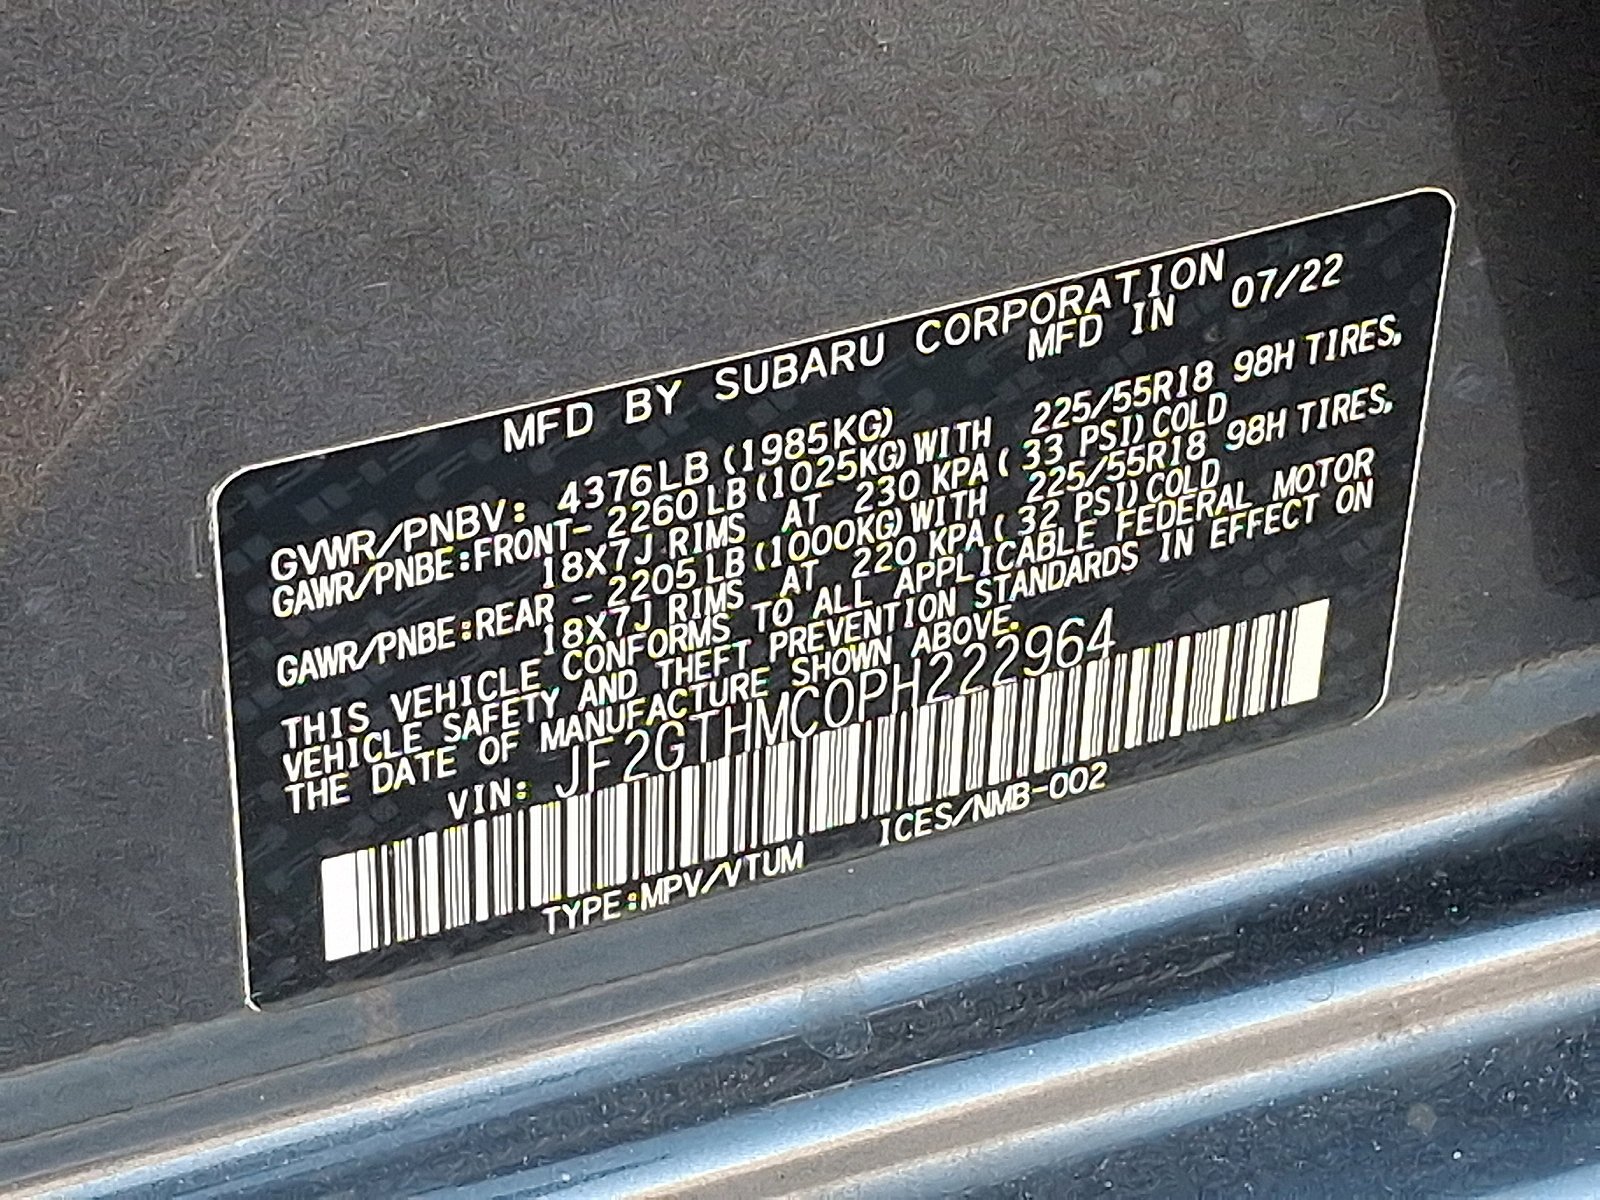 MFD BY SUBARU CORPORATION
MFD IN 07/22
GVWR/PNBV: 4376LB (1985KG)
GAWR/PNBE:FRONT- 2260LB (1025KG) WITH 225/55R18 98H TIRES,
18X7J RIMS AT 230 KPA ( 33 PSI) COLD
GAWR/PNBE:REAR - 2205LB (1000KG) WITH 225/55R18 98H TIRES,
18X7J RIMS AT 220 KPA ( 32 PSI) COLD
THIS VEHICLE CONFORMS TO ALL APPLICABLE FEDERAL MOTOR
VEHICLE SAFETY AND THEFT PREVENTION STANDARDS IN EFFECT ON
THE DATE OF MANUFACTURE SHOWN ABOVE.
VIN: JF2GTHMC0PH222964
TYPE:MPV/VTUM ICES/NMB-002